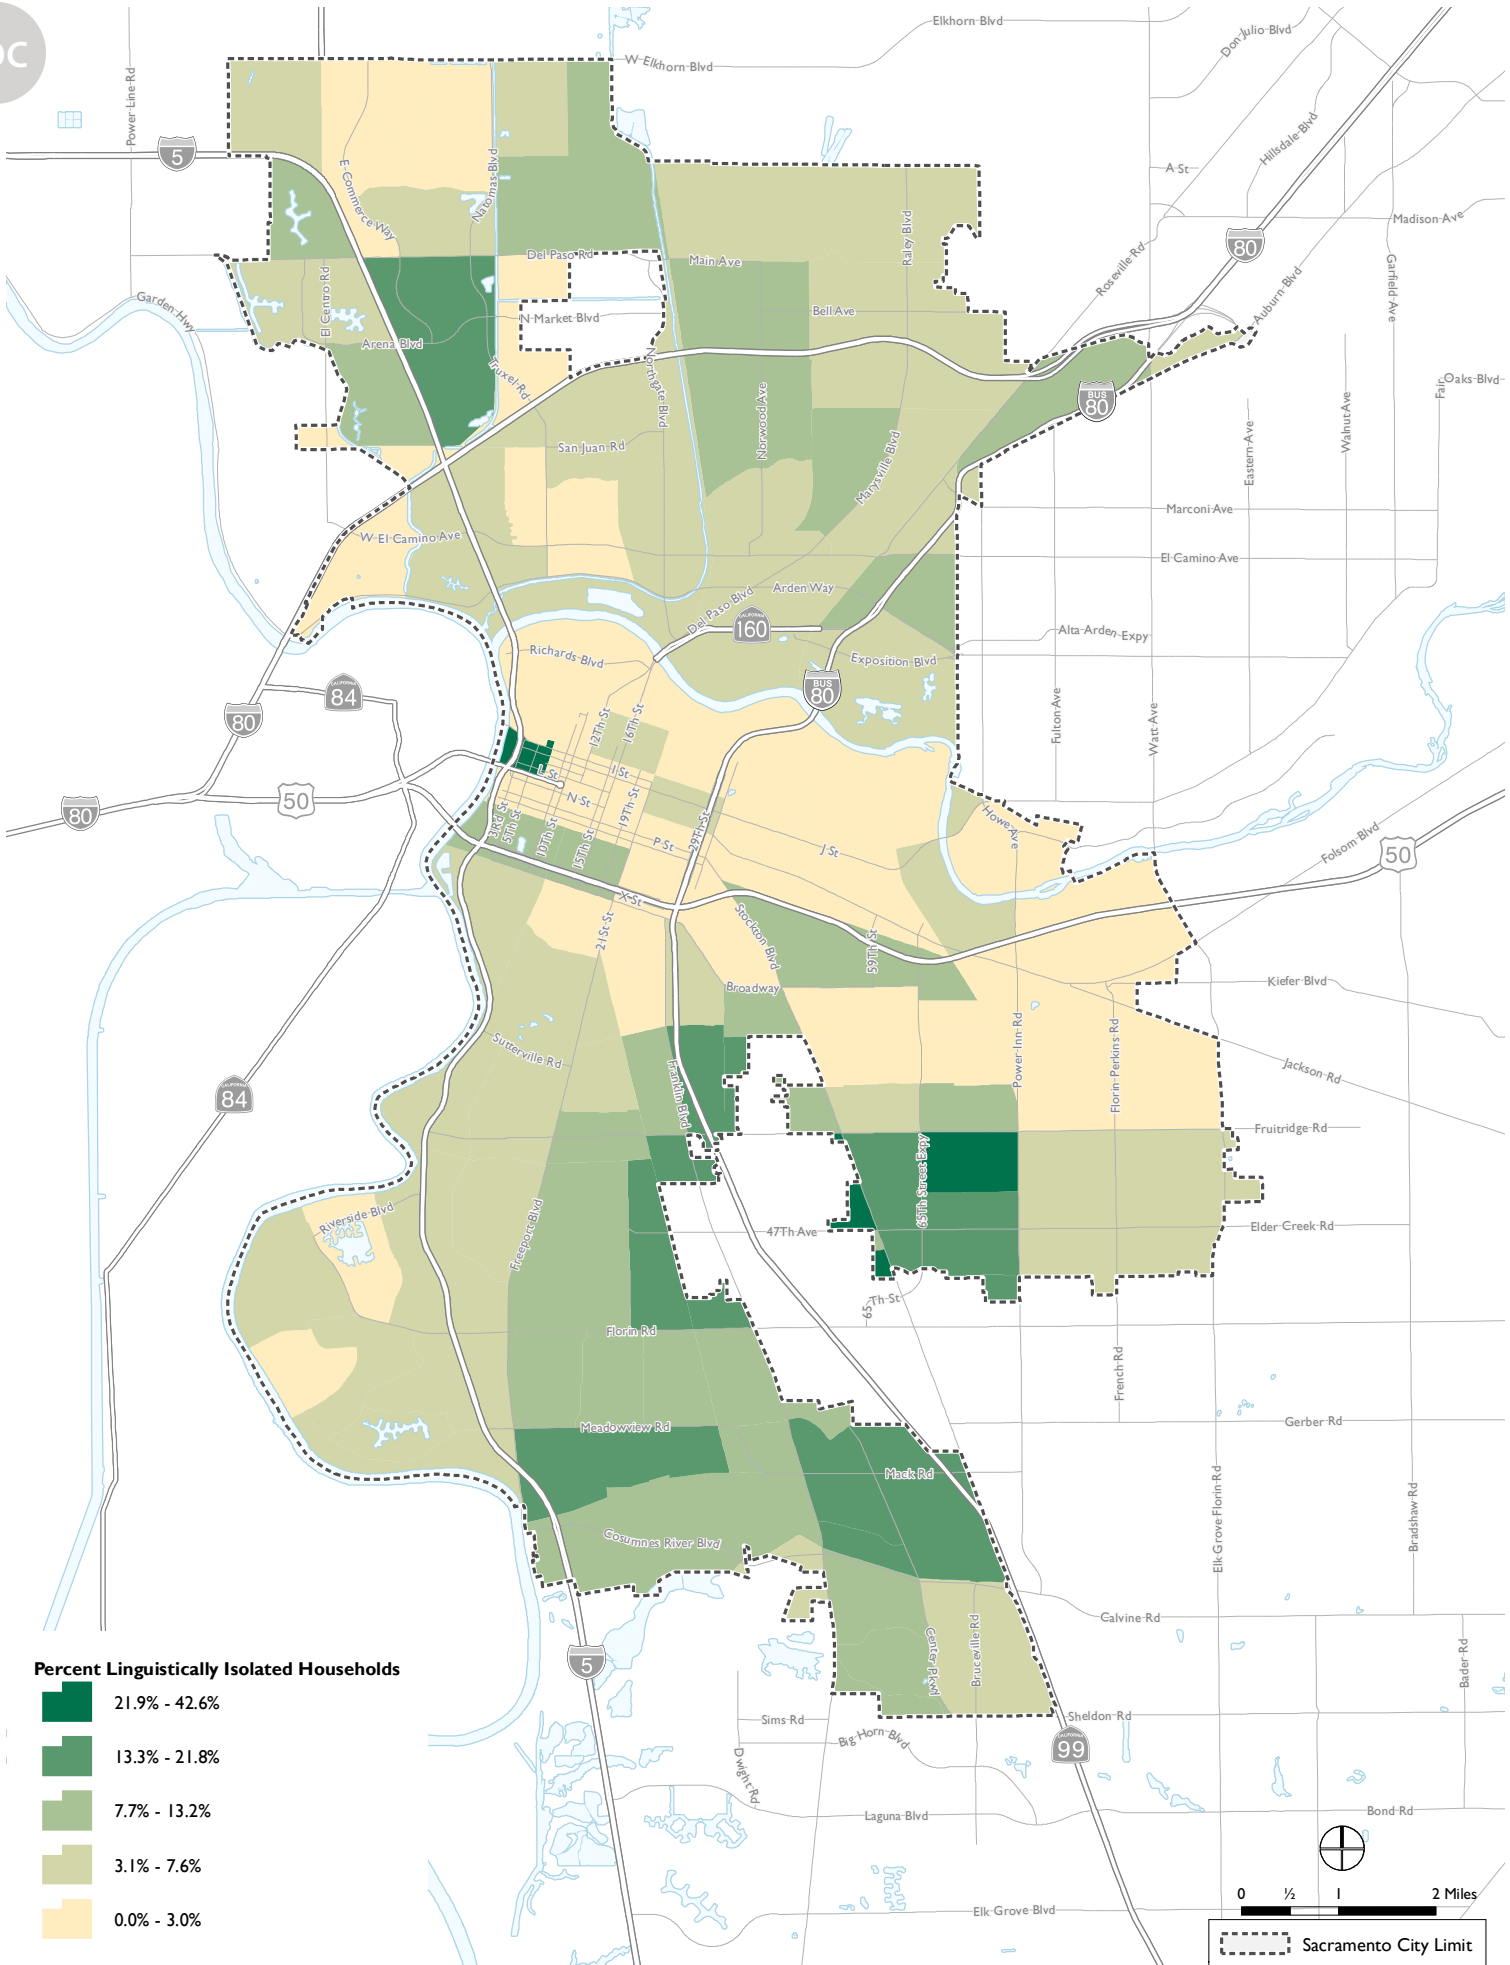 DC
Elkhorn Blvd
Don Julio Blvd
W Elkhorn Blvd
Power Line Rd
Hillsdale Blvd
5
E Commerce Way
Natomas Blvd
A St
Madison Ave
Raley Blvd
80
Roseville Rd
Garfield Ave
Del Paso Rd
Main Ave
Auburn Blvd
Garden Hwy
El Centro Rd
N Market Blvd
Bell Ave
Arena Blvd
Truxel Rd
Northgate Blvd
Norwood Ave
BUS
80
Fair Oaks Blvd
Walnut Ave
Eastern Ave
San Juan Rd
Marysville Blvd
Marconi Ave
W El Camino Ave
El Camino Ave
Del Paso Blvd
Arden Way
CALIFORNIA
160
Alta Arden Expy
Richards Blvd
Exposition Blvd
CALIFORNIA
84
BUS
80
80
Fulton Ave
Watt Ave
12Th St
16Th St
L St
I St
80
50
N St
19Th St
3Rd St
5Th St
10Th St
15Th St
P St
29Th St
J St
Howe Ave
Folsom Blvd
50
X St
21St St
Stockton Blvd
59Th St
Broadway
Kiefer Blvd
Sutterville Rd
Power Inn Rd
Florin Perkins Rd
Franklin Blvd
Jackson Rd
CALIFORNIA
84
Fruitridge Rd
65Th Street Expy
Riverside Blvd
Freeport Blvd
47Th Ave
Elder Creek Rd
65Th St
Florin Rd
French Rd
Meadowview Rd
Gerber Rd
Mack Rd
Elk Grove Florin Rd
Bradshaw Rd
Cosumnes River Blvd
Calvine Rd
Center Pkwy
Bruceville Rd
Bader Rd
5
Sims Rd
Sheldon Rd
Big Horn Blvd
CALIFORNIA
99
Dwight Rd
Laguna Blvd
Bond Rd
Elk Grove Blvd
Percent Linguistically Isolated Households
21.9% - 42.6%
13.3% - 21.8%
7.7% - 13.2%
3.1% - 7.6%
0.0% - 3.0%
0 ½ 1 2 Miles
Sacramento City Limit